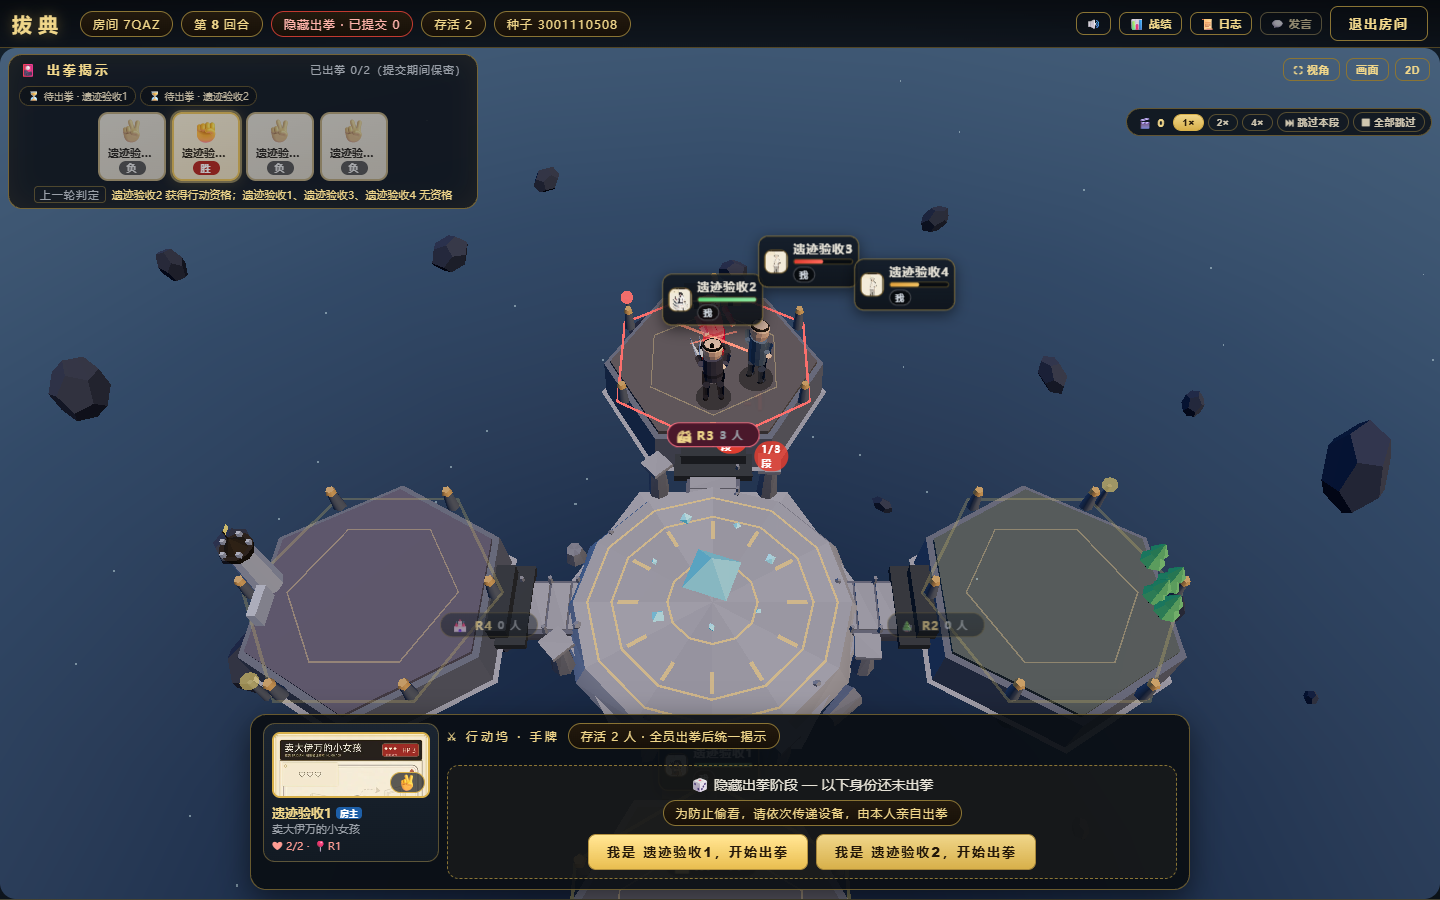 拔典
房间 7QAZ
第 8 回合
隐藏出拳 · 已提交 0
存活 2
种子 3001110508
战绩
日志
发言
退出房间
出拳揭示
已出拳 0/2（提交期间保密）
待出拳 · 遗迹验收1
待出拳 · 遗迹验收2
遗迹验…
负
遗迹验…
胜
遗迹验…
负
遗迹验…
负
上一轮判定
遗迹验收2 获得行动资格；遗迹验收1、遗迹验收3、遗迹验收4 无资格
视角
画面
2D
0
1×
2×
4×
跳过本段
全部跳过
遗迹验收3
我
遗迹验收4
我
遗迹验收2
我
R3 3 人
段
1/3
段
R4 0 人
R2 0 人
卖大伊万的小女孩
遗迹验收1 房主
卖大伊万的小女孩
2/2 · R1
行动坞 · 手牌
存活 2 人 · 全员出拳后统一揭示
隐藏出拳阶段 — 以下身份还未出拳
为防止偷看，请依次传递设备，由本人亲自出拳
我是 遗迹验收1，开始出拳
我是 遗迹验收2，开始出拳